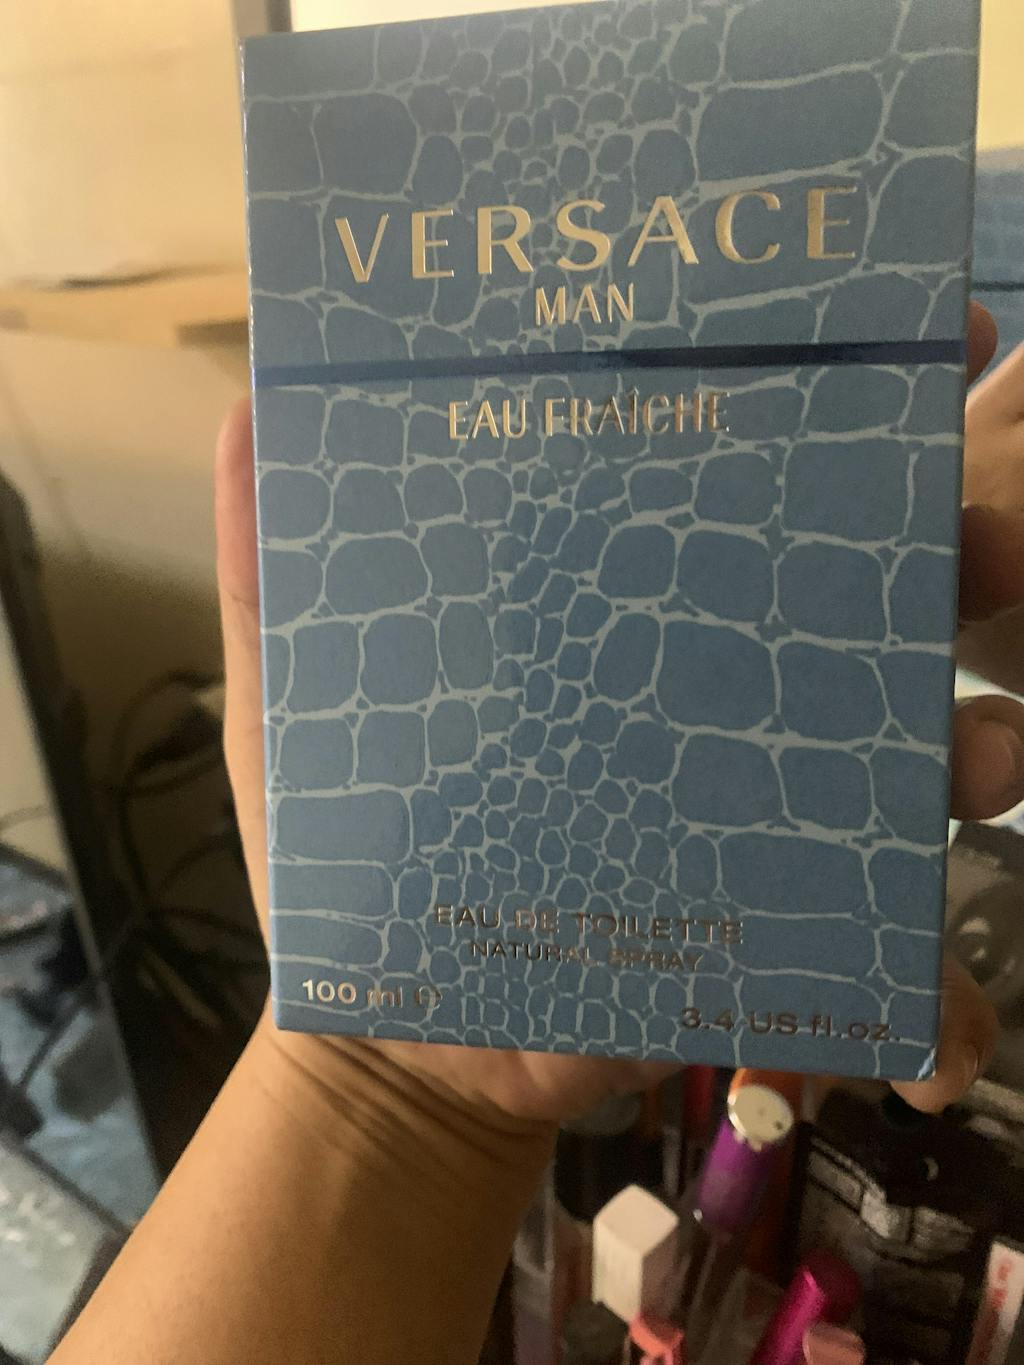 VERSACE
MAN
EAU FRAÎCHE
EAU DE TOILETTE
NATURAL SPRAY
100 ml ℮
3.4 US fl.oz.